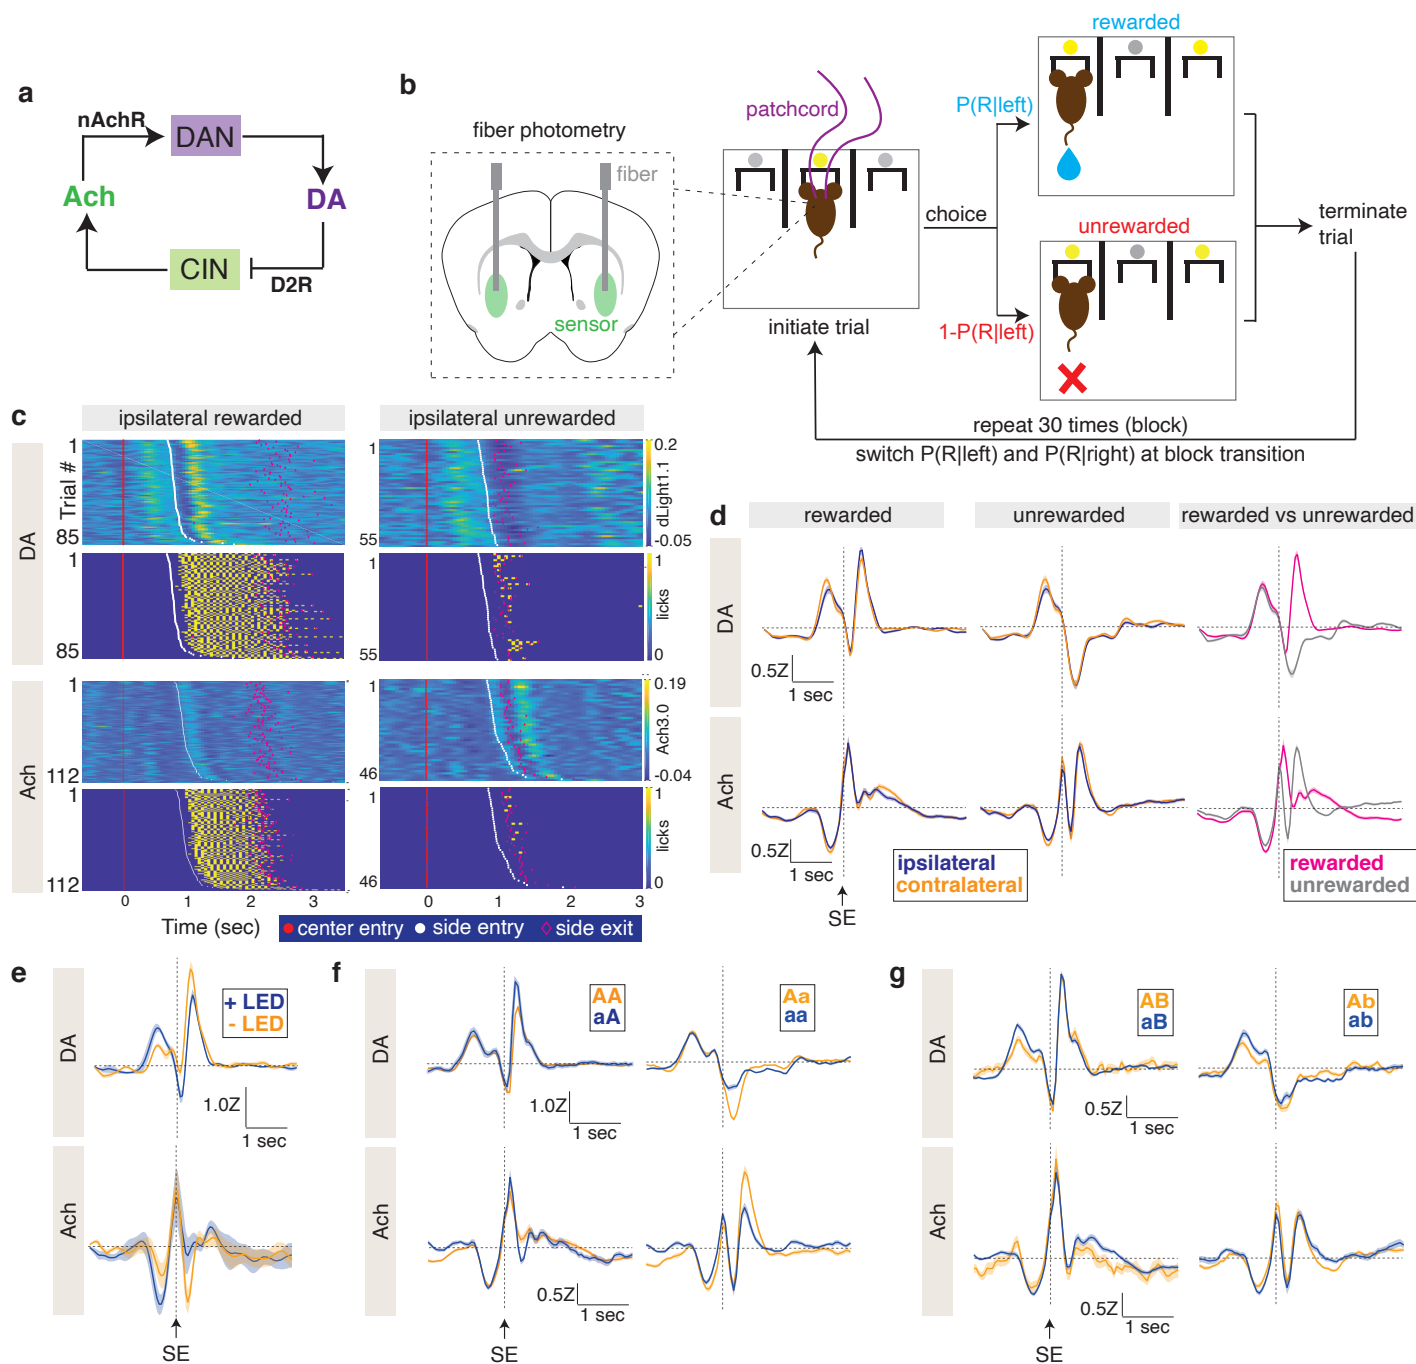 a
nAchR
DAN
Ach
DA
CIN
D2R
b
fiber photometry
fiber
sensor
patchcord
initiate trial
choice
rewarded
P(R|left)
unrewarded
1-P(R|left)
terminate
trial
repeat 30 times (block)
switch P(R|left) and P(R|right) at block transition
c
ipsilateral rewarded
ipsilateral unrewarded
DA
Trial #
1
85
1
55
0.2
dLight1.1
-0.05
1
85
1
55
1
licks
0
Ach
1
112
1
46
0.19
Ach3.0
-0.04
1
112
1
46
1
licks
0
0 1 2 3
0 1 2 3
Time (sec)
center entry side entry side exit
d
rewarded
unrewarded
rewarded vs unrewarded
DA
0.5Z
1 sec
Ach
0.5Z
1 sec
SE
ipsilateral
contralateral
rewarded
unrewarded
e
DA
+ LED
- LED
1.0Z
1 sec
Ach
SE
f
DA
AA
aA
Aa
aa
1.0Z
1 sec
Ach
0.5Z
1 sec
SE
g
DA
AB
aB
Ab
ab
0.5Z
1 sec
Ach
0.5Z
1 sec
SE